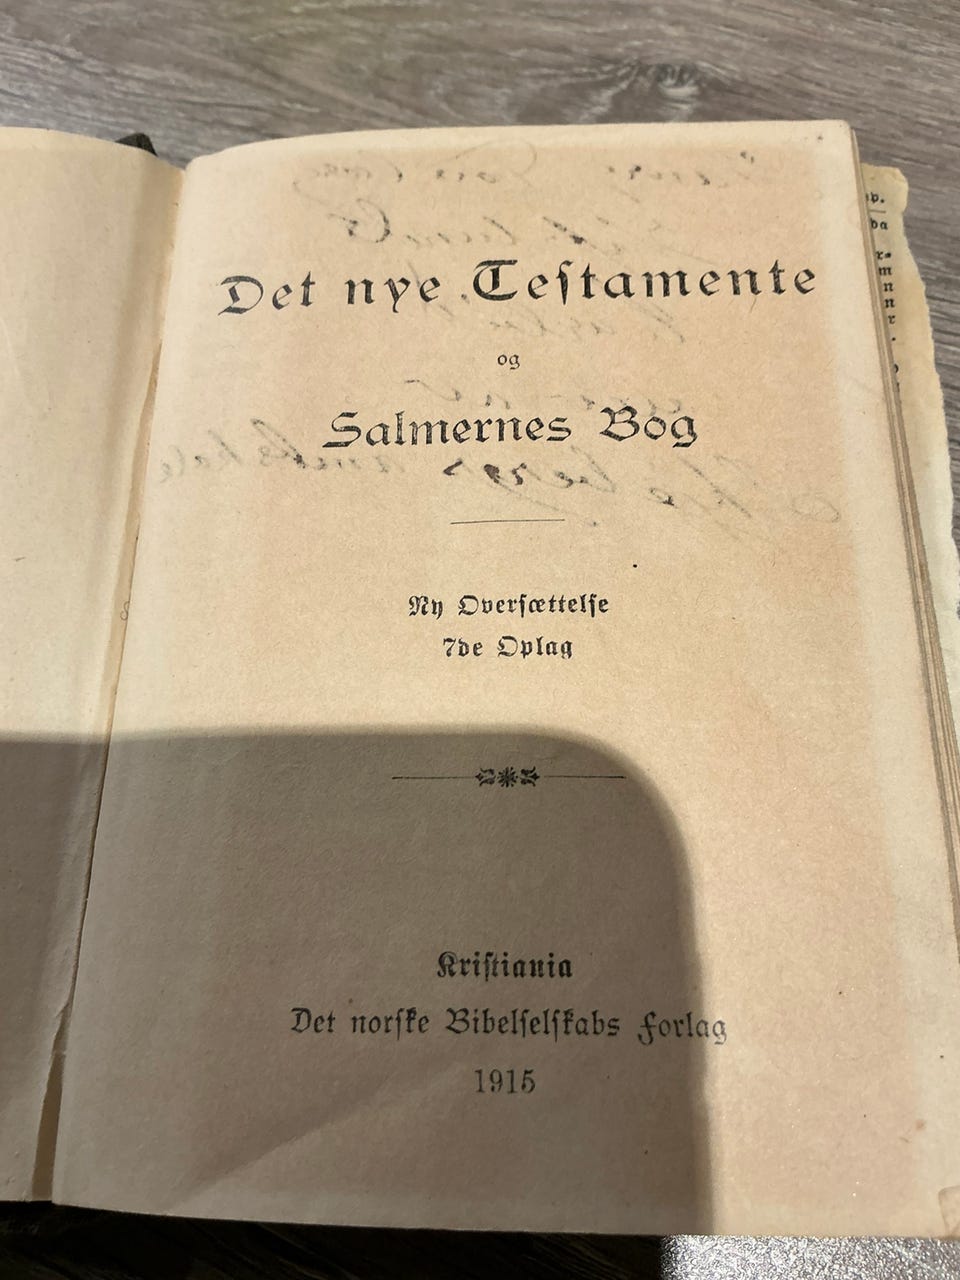 Det nye Testamente
og
Salmernes Bog
Ny Oversættelse
7de Oplag
Kristiania
Det norske Bibelselskabs Forlag
1915